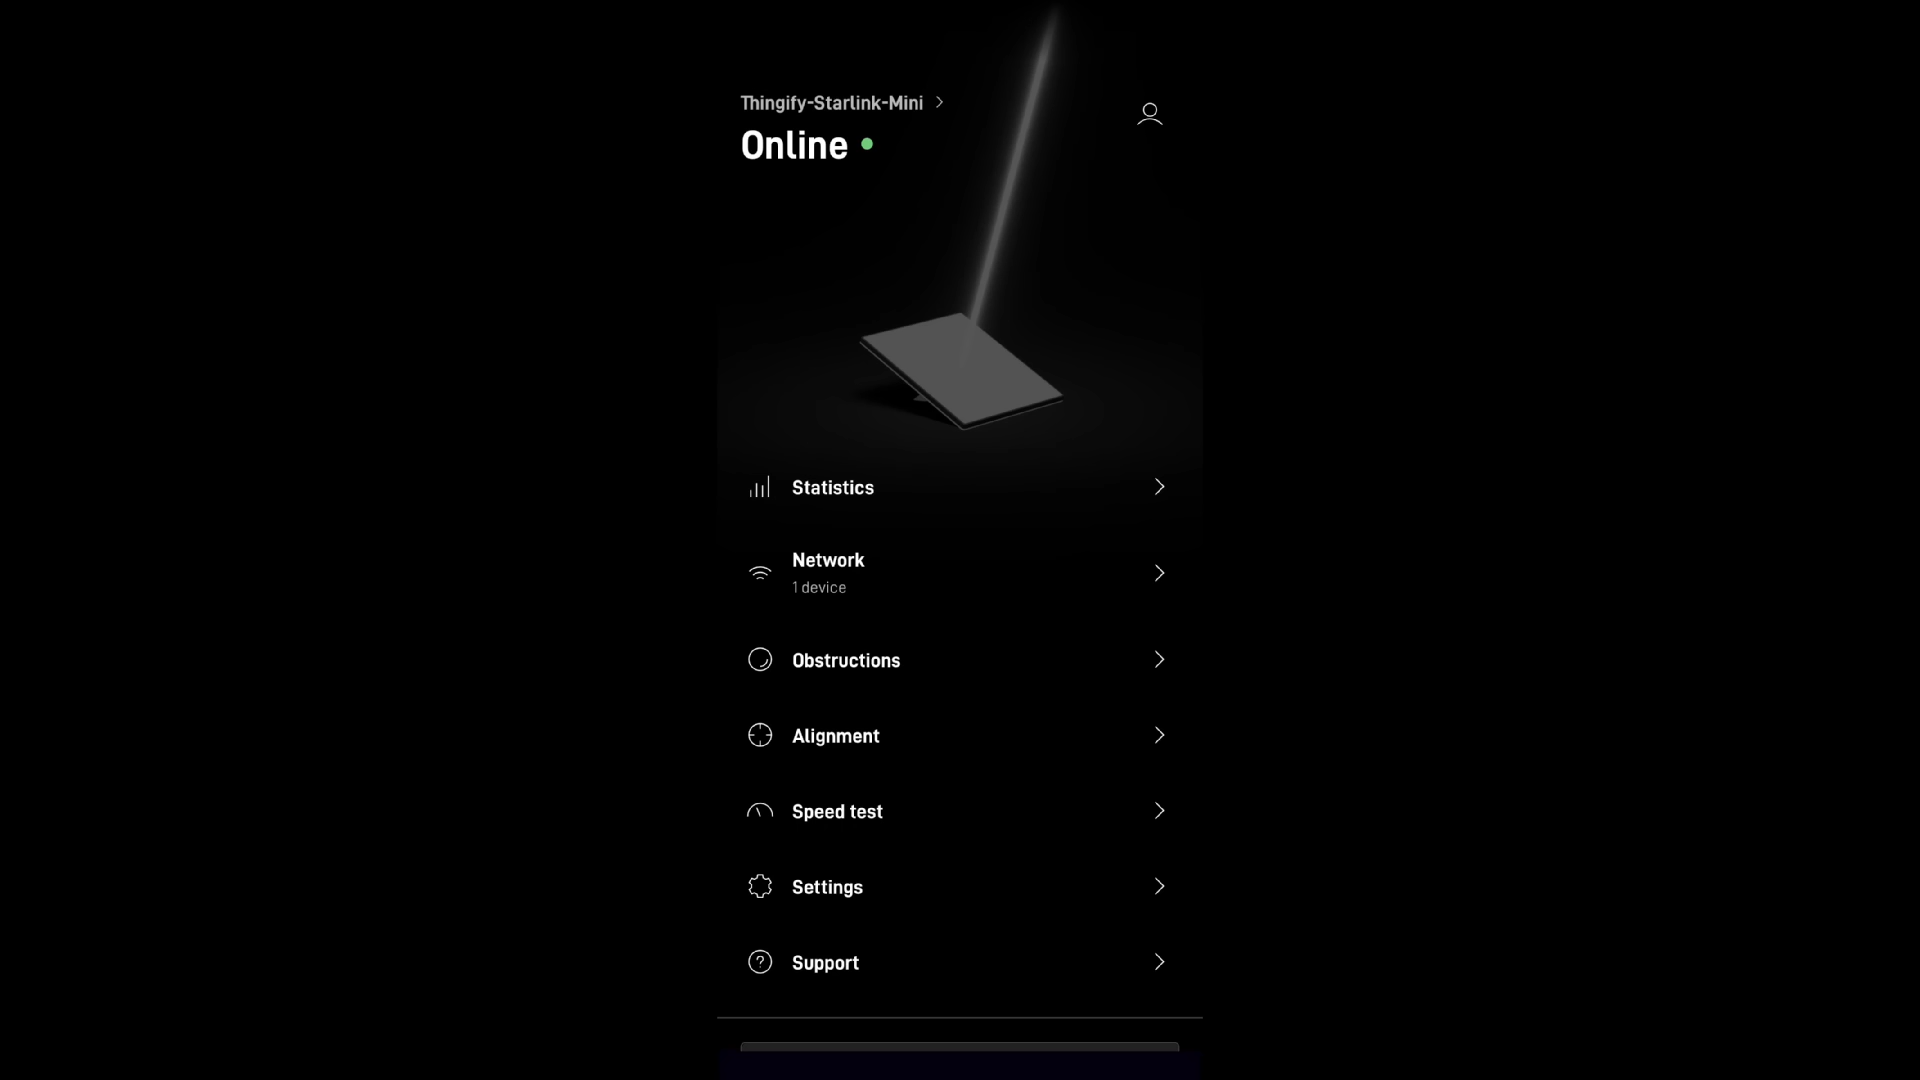 Thingify-Starlink-Mini
Online
Statistics
Network
1 device
Obstructions
Alignment
Speed test
Settings
Support